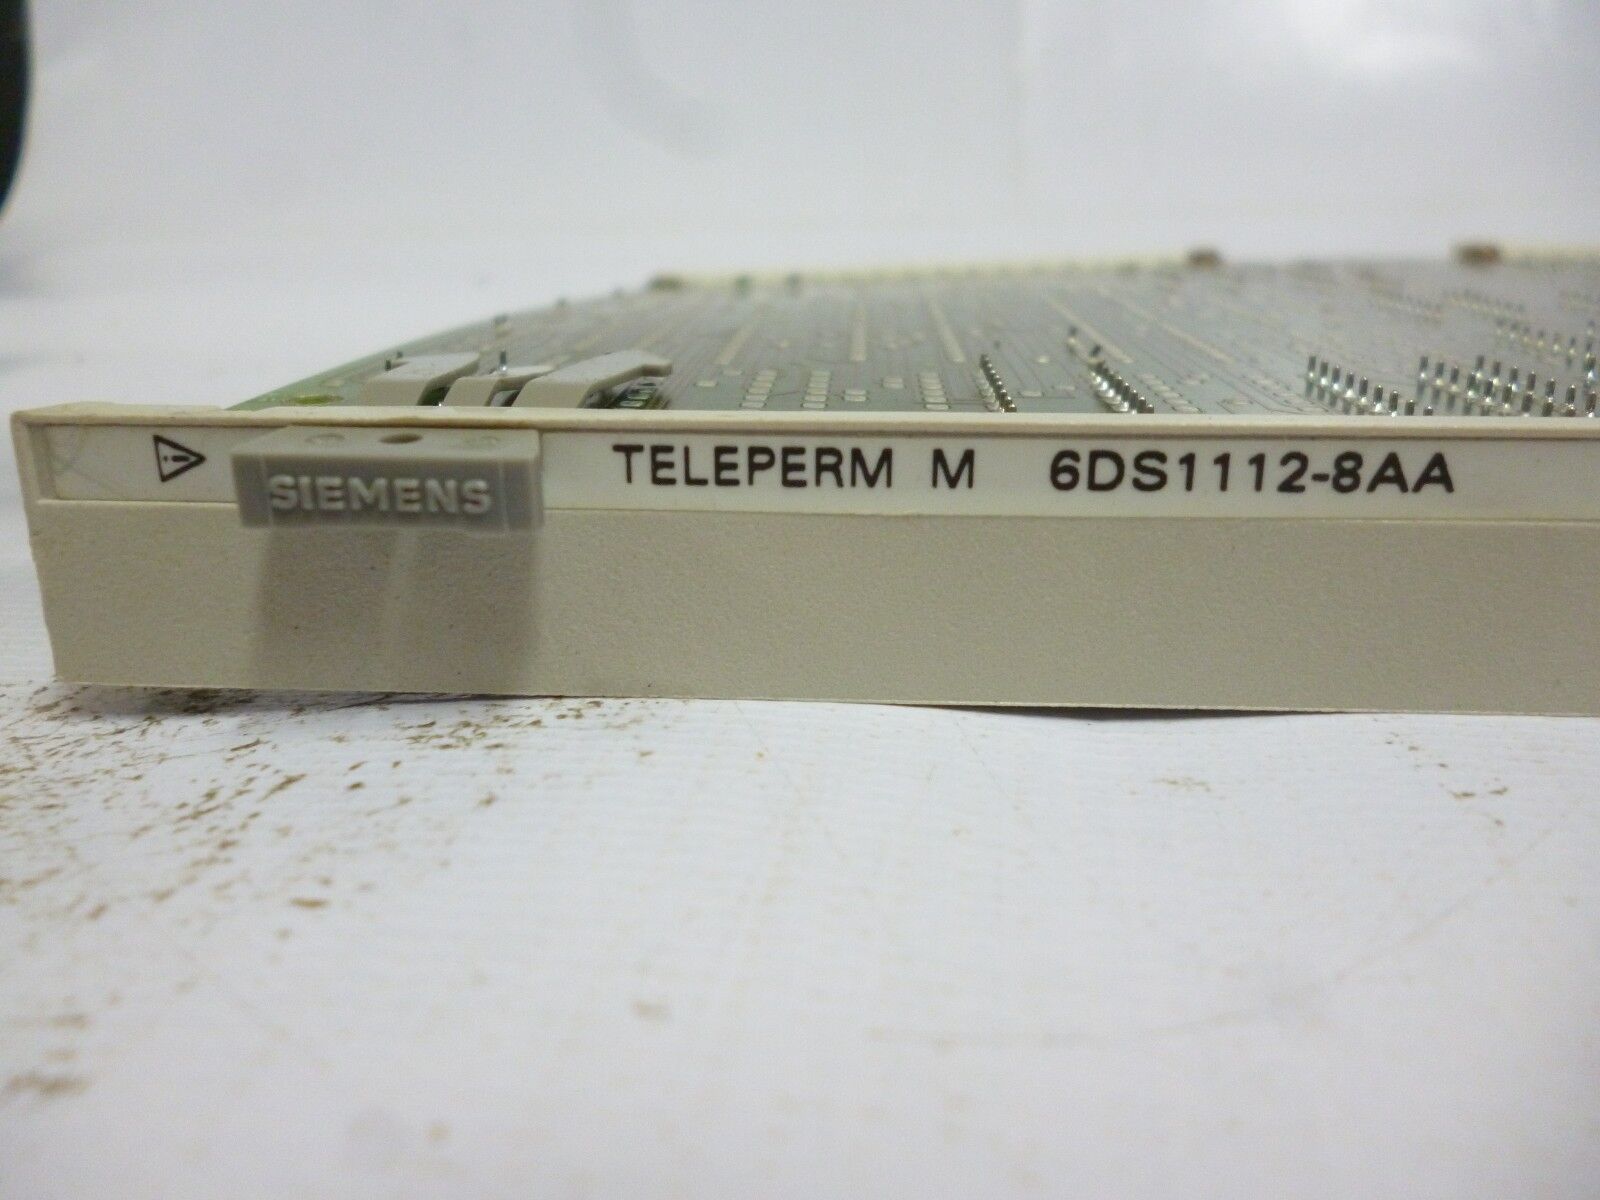 SIEMENS
TELEPERM M 6DS1112-8AA